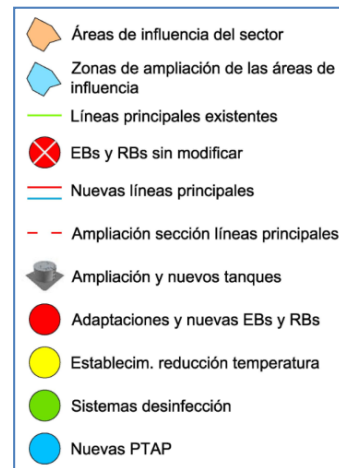 Áreas de influencia del sector
Zonas de ampliación de las áreas de
influencia
Líneas principales existentes
EBs y RBs sin modificar
Nuevas líneas principales
Ampliación sección líneas principales
Ampliación y nuevos tanques
Adaptaciones y nuevas EBs y RBs
Establecim. reducción temperatura
Sistemas desinfección
Nuevas PTAP